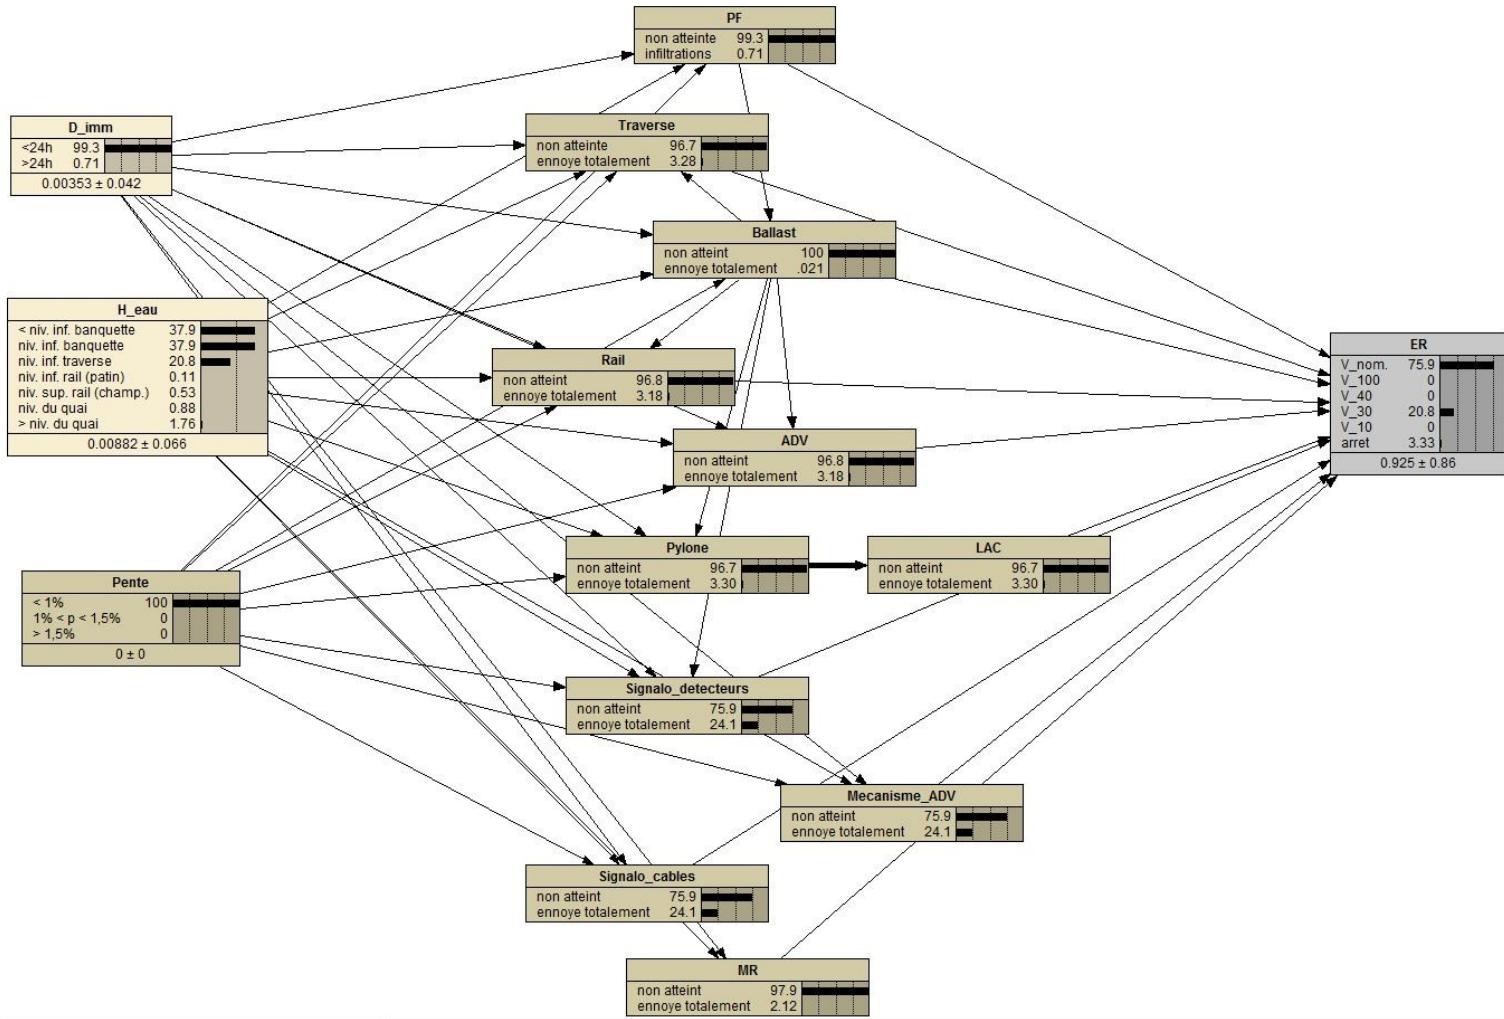 PF
non atteinte 99.3
infiltrations 0.71
D_imm
<24h 99.3
>24h 0.71
0.00353 ± 0.042
Traverse
non atteinte 96.7
ennoye totalement 3.28
Ballast
non atteint 100
ennoye totalement .021
H_eau
< niv. inf. banquette 37.9
niv. inf. banquette 37.9
niv. inf. traverse 20.8
niv. inf. rail (patin) 0.11
niv. sup. rail (champ.) 0.53
niv. du quai 0.88
> niv. du quai 1.76
0.00882 ± 0.066
Rail
non atteint 96.8
ennoye totalement 3.18
ER
V_nom. 75.9
V_100 0
V_40 0
V_30 20.8
V_10 0
arret 3.33
0.925 ± 0.86
ADV
non atteint 96.8
ennoye totalement 3.18
Pylone
non atteint 96.7
ennoye totalement 3.30
LAC
non atteint 96.7
ennoye totalement 3.30
Pente
< 1% 100
1% < p < 1,5% 0
> 1,5% 0
0 ± 0
Signalo_detecteurs
non atteint 75.9
ennoye totalement 24.1
Mecanisme_ADV
non atteint 75.9
ennoye totalement 24.1
Signalo_cables
non atteint 75.9
ennoye totalement 24.1
MR
non atteint 97.9
ennoye totalement 2.12